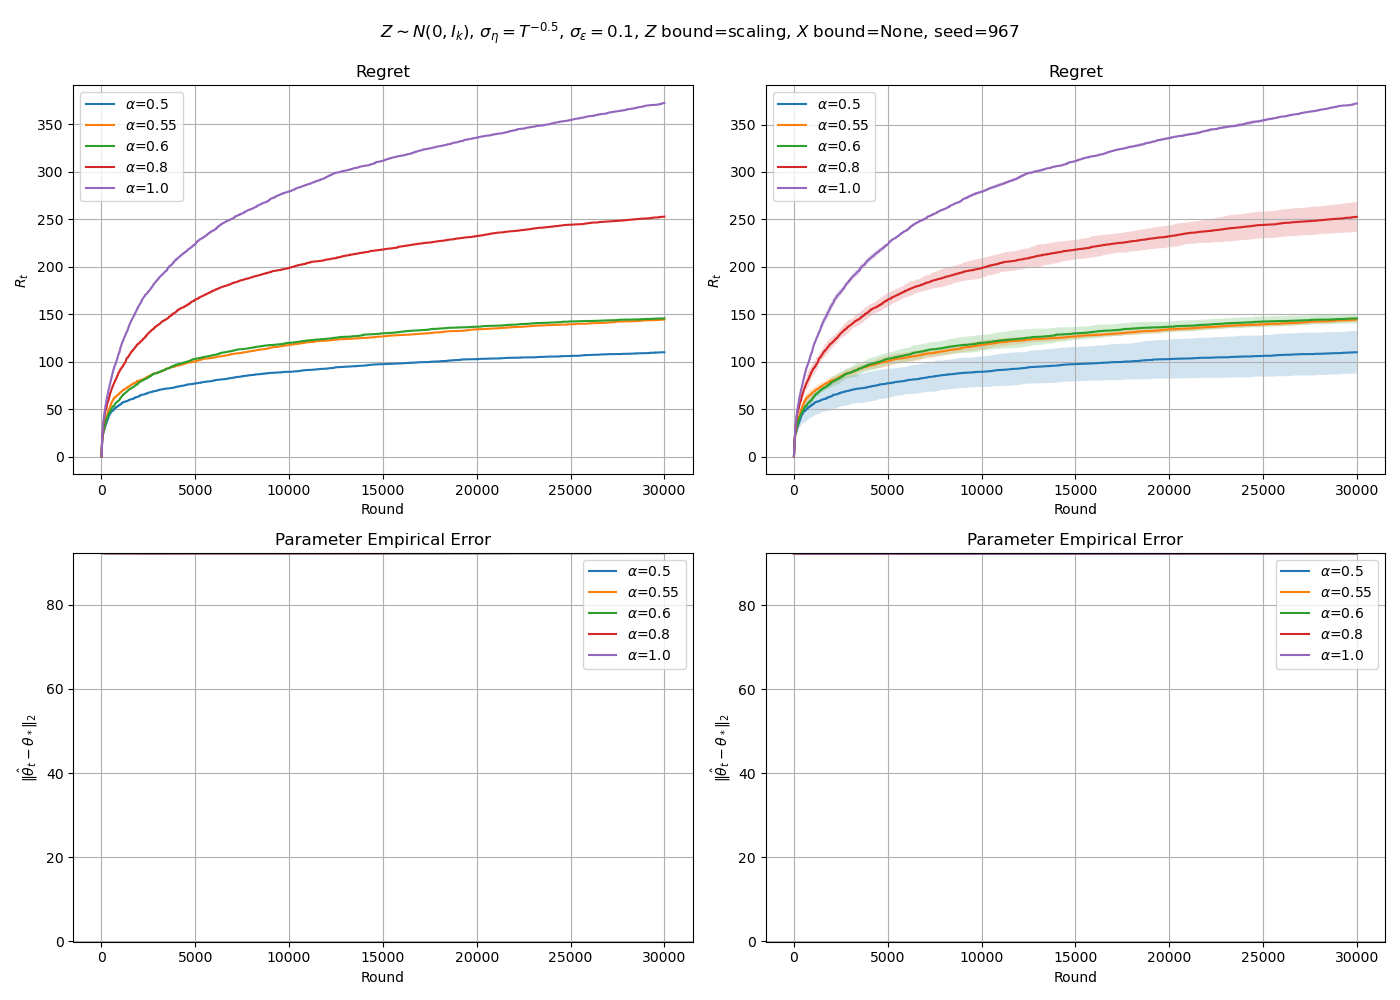 Z ∼ N(0, I_k), σ_η = T^{−0.5}, σ_ε = 0.1, Z bound=scaling, X bound=None, seed=967
Regret
α=0.5
α=0.55
α=0.6
α=0.8
α=1.0
350
300
250
200
150
100
50
0
R_t
0 5000 10000 15000 20000 25000 30000
Round
Regret
α=0.5
α=0.55
α=0.6
α=0.8
α=1.0
350
300
250
200
150
100
50
0
R_t
0 5000 10000 15000 20000 25000 30000
Round
Parameter Empirical Error
α=0.5
α=0.55
α=0.6
α=0.8
α=1.0
80
60
40
20
0
‖θ̂_t − θ_*‖_2
0 5000 10000 15000 20000 25000 30000
Round
Parameter Empirical Error
α=0.5
α=0.55
α=0.6
α=0.8
α=1.0
80
60
40
20
0
‖θ̂_t − θ_*‖_2
0 5000 10000 15000 20000 25000 30000
Round